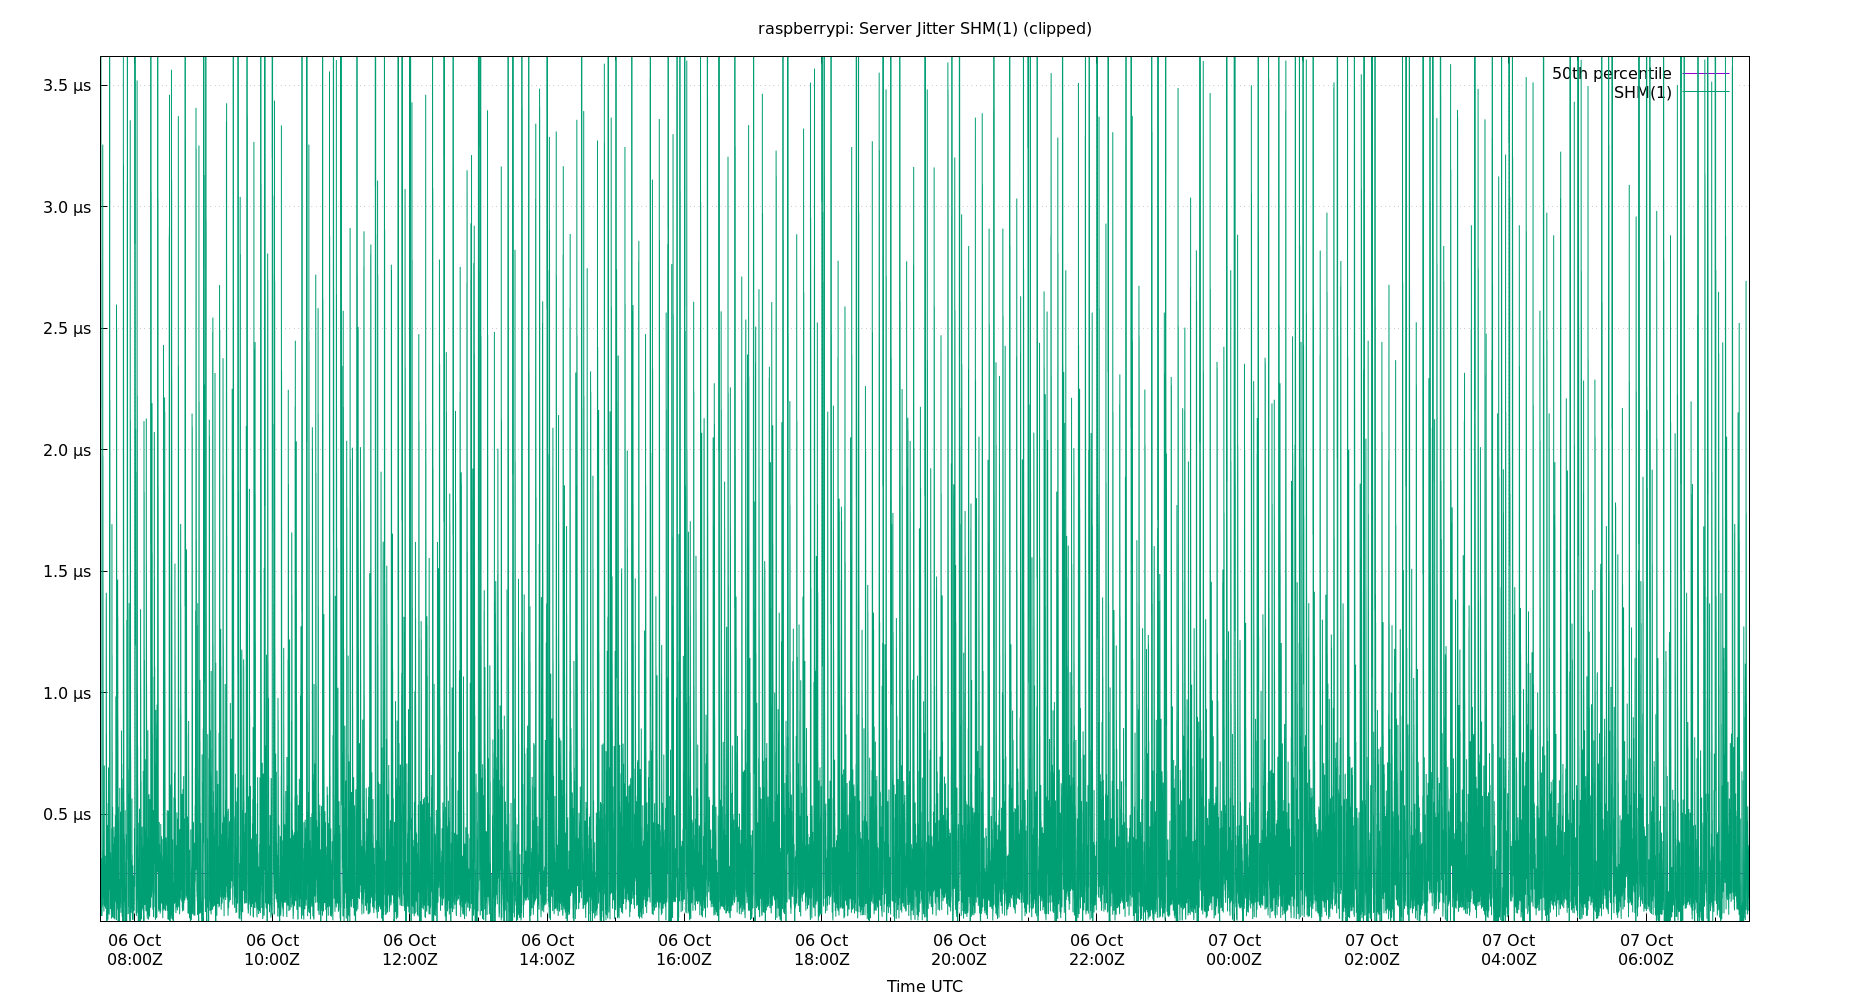 raspberrypi: Server Jitter SHM(1) (clipped)
50th percentile
SHM(1)
3.5 µs
3.0 µs
2.5 µs
2.0 µs
1.5 µs
1.0 µs
0.5 µs
06 Oct 06 Oct 06 Oct 06 Oct 06 Oct 06 Oct 06 Oct 06 Oct 07 Oct 07 Oct 07 Oct 07 Oct
08:00Z 10:00Z 12:00Z 14:00Z 16:00Z 18:00Z 20:00Z 22:00Z 00:00Z 02:00Z 04:00Z 06:00Z
Time UTC